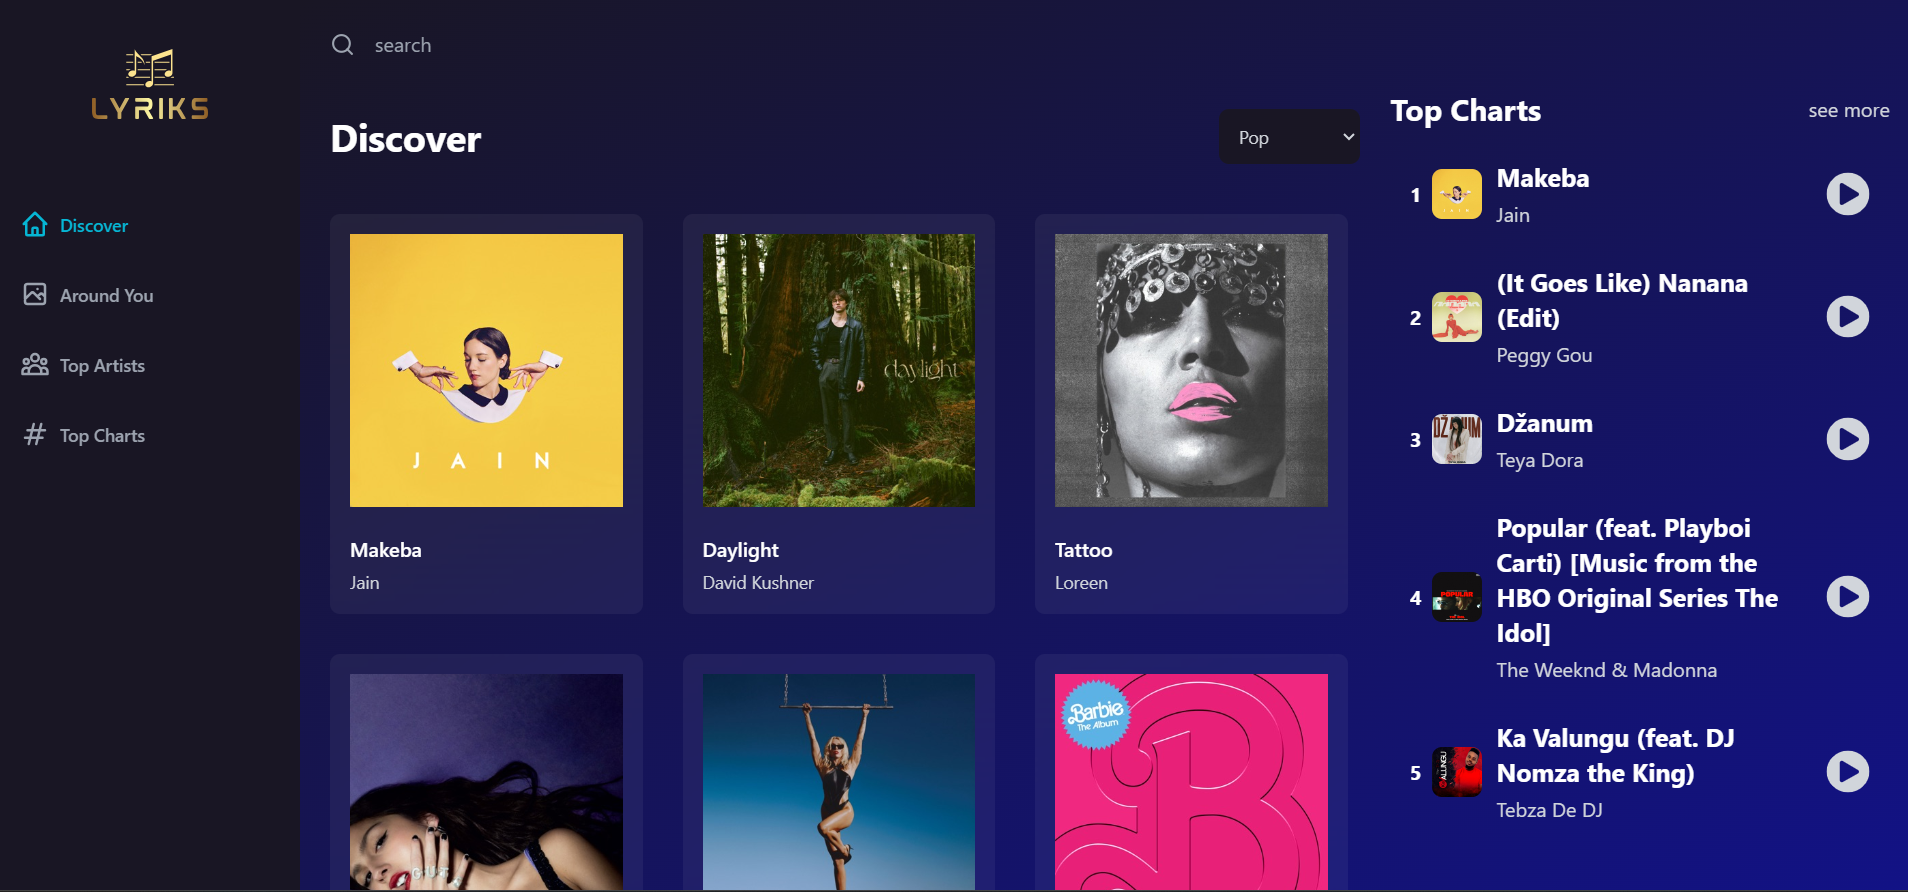 LYRIKS
Discover
Around You
Top Artists
Top Charts
search
Discover
Pop
JAIN
Makeba
Jain
daylight
Daylight
David Kushner
Tattoo
Loreen
Barbie
The Album
Top Charts
see more
1
Makeba
Jain
2
(It Goes Like) Nanana
(Edit)
Peggy Gou
3
DŽANUM
Džanum
Teya Dora
4
POPULAR
Popular (feat. Playboi
Carti) [Music from the
HBO Original Series The
Idol]
The Weeknd & Madonna
5
Ka Valungu (feat. DJ
Nomza the King)
Tebza De DJ